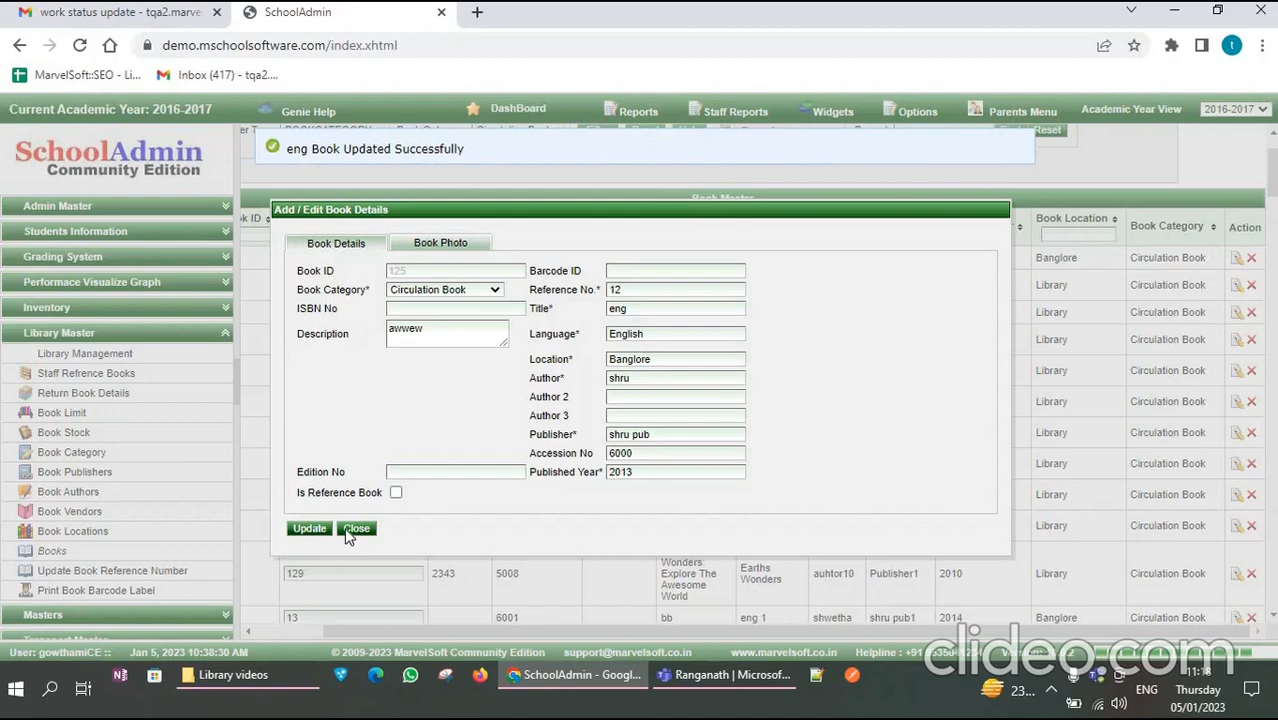 work status update - tqa2.marve
SchoolAdmin
demo.mschoolsoftware.com/index.xhtml
t
MarvelSoft::SEO - Li...
Inbox (417) - tqa2....
Current Academic Year: 2016-2017
Genie Help
DashBoard
Reports
Staff Reports
Widgets
Options
Parents Menu
Academic Year View
2016-2017
Reset
eng Book Updated Successfully
SchoolAdmin
Community Edition
Book Master
Add / Edit Book Details
Book Location
Book Category
Action
Admin Master
Students Information
Grading System
Performace Visualize Graph
Inventory
Library Master
Library Management
Staff Refrence Books
Return Book Details
Book Limit
Book Stock
Book Category
Book Publishers
Book Authors
Book Vendors
Book Locations
Books
Update Book Reference Number
Print Book Barcode Label
Masters
Book Details
Book Photo
Book ID 125 Barcode ID
Book Category* Circulation Book Reference No.* 12
ISBN No Title* eng
Description awwew Language* English
Location* Banglore
Author* shru
Author 2
Author 3
Publisher* shru pub
Accession No 6000
Edition No Published Year* 2013
Is Reference Book
Update Close
Banglore Circulation Book
Library Circulation Book
Library Circulation Book
Library Circulation Book
Library Circulation Book
Library Circulation Book
Library Circulation Book
Library Circulation Book
Library Circulation Book
Library Circulation Book
Library Circulation Book
129 2343 5008 Wonders: Explore The Awesome World Earths Wonders auhtor10 Publisher1 2010 Library Circulation Book
13 6001 bb eng 1 shwetha shru pub1 2014 Banglore Circulation Book
User: gowthamiCE :: Jan 5, 2023 10:38:30 AM
© 2009-2023 MarvelSoft Community Edition
support@marvelsoft.co.in
www.marvelsoft.co.in
clideo.com
Library videos
SchoolAdmin - Googl...
Ranganath | Microsof...
23...
ENG
11:18
Thursday
05/01/2023